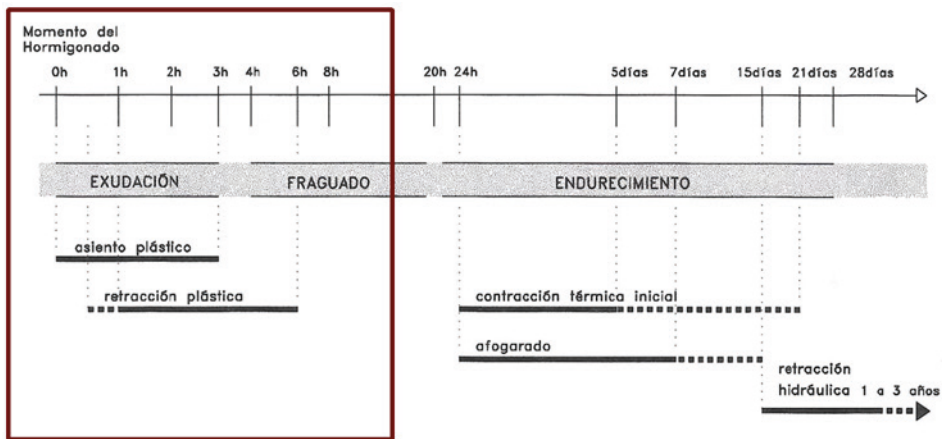 Momento del
Hormigonado
0h 1h 2h 3h 4h 6h 8h 20h 24h 5días 7días 15días 21días 28días
EXUDACIÓN FRAGUADO ENDURECIMIENTO
asiento plástico
retracción plástica contracción térmica inicial
afogarado
retracción
hidráulica 1 a 3 años